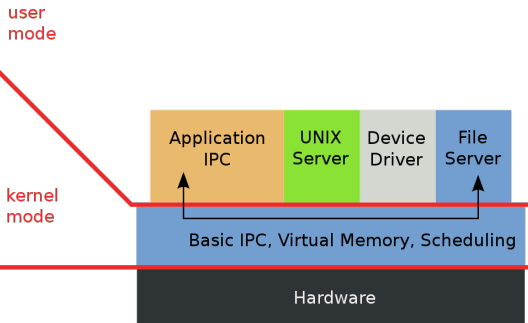 user
mode
Application
IPC
UNIX
Server
Device
Driver
File
Server
kernel
mode
Basic IPC, Virtual Memory, Scheduling
Hardware